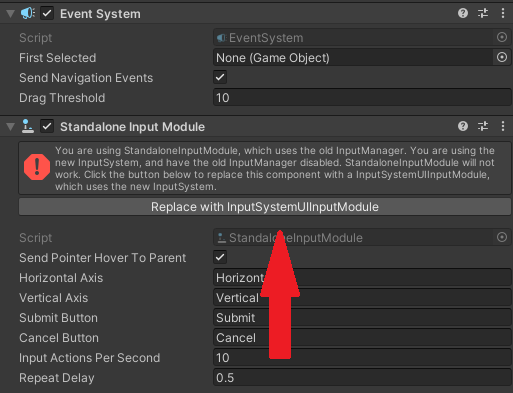 Event System
Script EventSystem
First Selected None (Game Object)
Send Navigation Events
Drag Threshold 10
Standalone Input Module
You are using StandaloneInputModule, which uses the old InputManager. You are using the
new InputSystem, and have the old InputManager disabled. StandaloneInputModule will not
work. Click the button below to replace this component with a InputSystemUIInputModule,
which uses the new InputSystem.
Replace with InputSystemUIInputModule
Script StandaloneInputModule
Send Pointer Hover To Parent
Horizontal Axis Horizont
Vertical Axis Vertical
Submit Button Submit
Cancel Button Cancel
Input Actions Per Second 10
Repeat Delay 0.5